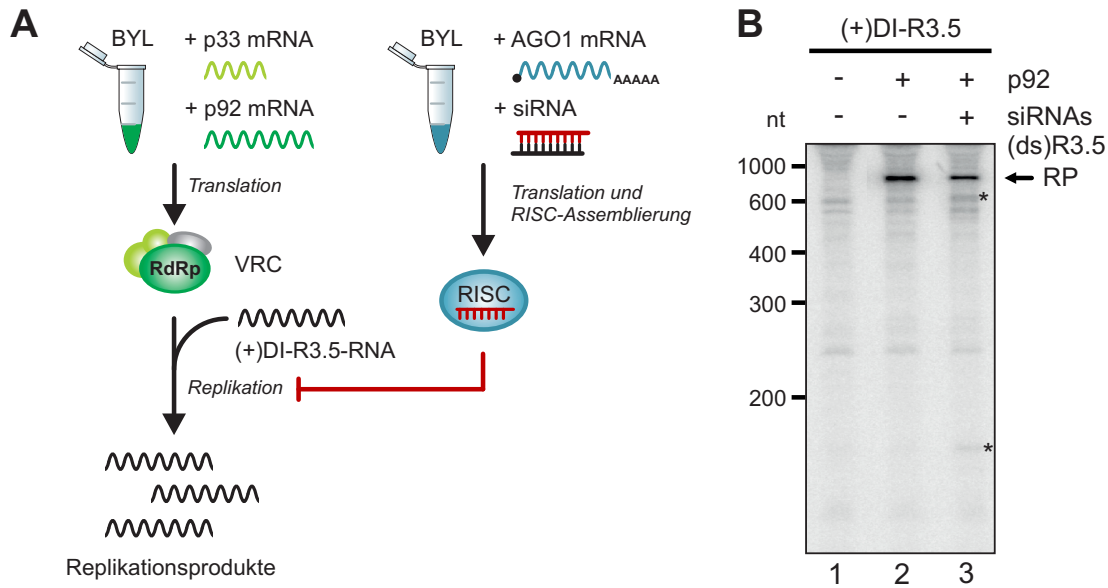 A
BYL
+ p33 mRNA
+ p92 mRNA
Translation
RdRp
VRC
(+)DI-R3.5-RNA
Replikation
Replikationsprodukte
BYL
+ AGO1 mRNA
AAAAA
+ siRNA
Translation und
RISC-Assemblierung
RISC
B
(+)DI-R3.5
- + + p92
- - + siRNAs
nt (ds)R3.5
1000
RP
600 *
400
300
200
*
1 2 3